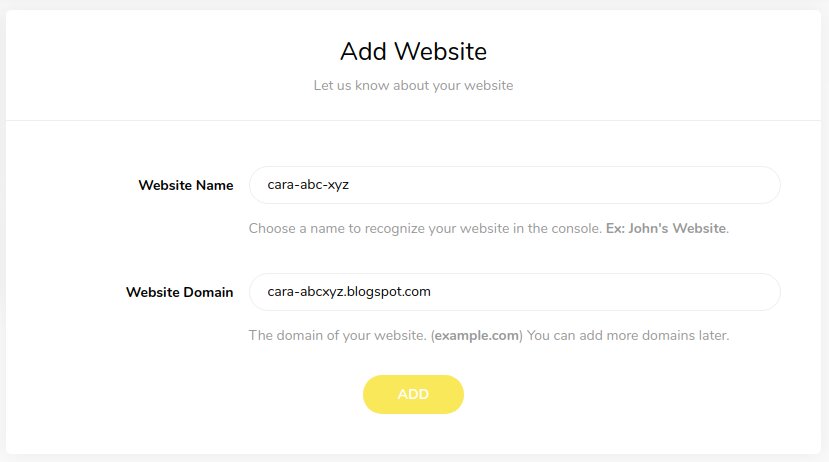 Add Website
Let us know about your website
Website Name
cara-abc-xyz
Choose a name to recognize your website in the console. Ex: John's Website.
Website Domain
cara-abcxyz.blogspot.com
The domain of your website. (example.com) You can add more domains later.
ADD